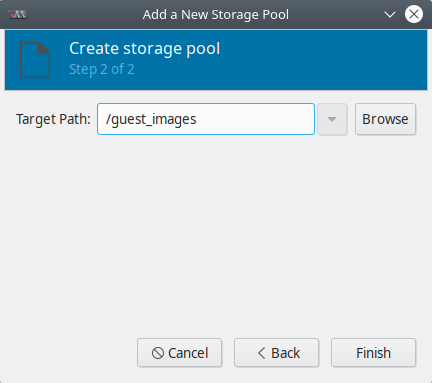 Add a New Storage Pool
Create storage pool
Step 2 of 2
Target Path: /guest_images Browse
Cancel Back Finish